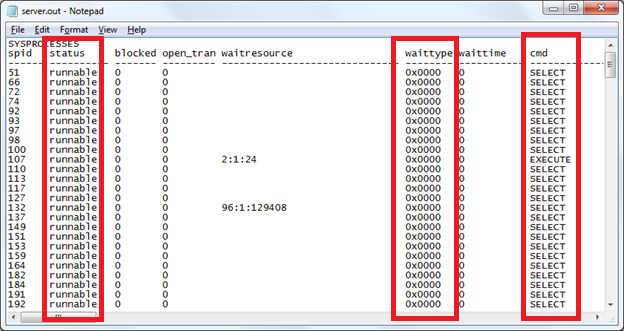 server.out - Notepad
File Edit Format View Help
SYSPROCESSES
spid status blocked open_tran waitresource waittype waittime cmd
51 runnable 0 0 0x0000 0 SELECT
66 runnable 0 0 0x0000 0 SELECT
72 runnable 0 0 0x0000 0 SELECT
74 runnable 0 0 0x0000 0 SELECT
92 runnable 0 0 0x0000 0 SELECT
93 runnable 0 0 0x0000 0 SELECT
97 runnable 0 0 0x0000 0 SELECT
98 runnable 0 0 0x0000 0 SELECT
100 runnable 0 0 0x0000 0 SELECT
107 runnable 0 0 2:1:24 0x0000 0 EXECUTE
110 runnable 0 0 0x0000 0 SELECT
113 runnable 0 0 0x0000 0 SELECT
117 runnable 0 0 0x0000 0 SELECT
127 runnable 0 0 0x0000 0 SELECT
132 runnable 0 0 96:1:129408 0x0000 0 SELECT
137 runnable 0 0 0x0000 0 SELECT
149 runnable 0 0 0x0000 0 SELECT
151 runnable 0 0 0x0000 0 SELECT
153 runnable 0 0 0x0000 0 SELECT
159 runnable 0 0 0x0000 0 SELECT
164 runnable 0 0 0x0000 0 SELECT
182 runnable 0 0 0x0000 0 SELECT
184 runnable 0 0 0x0000 0 SELECT
191 runnable 0 0 0x0000 0 SELECT
192 runnable 0 0 0x0000 0 SELECT